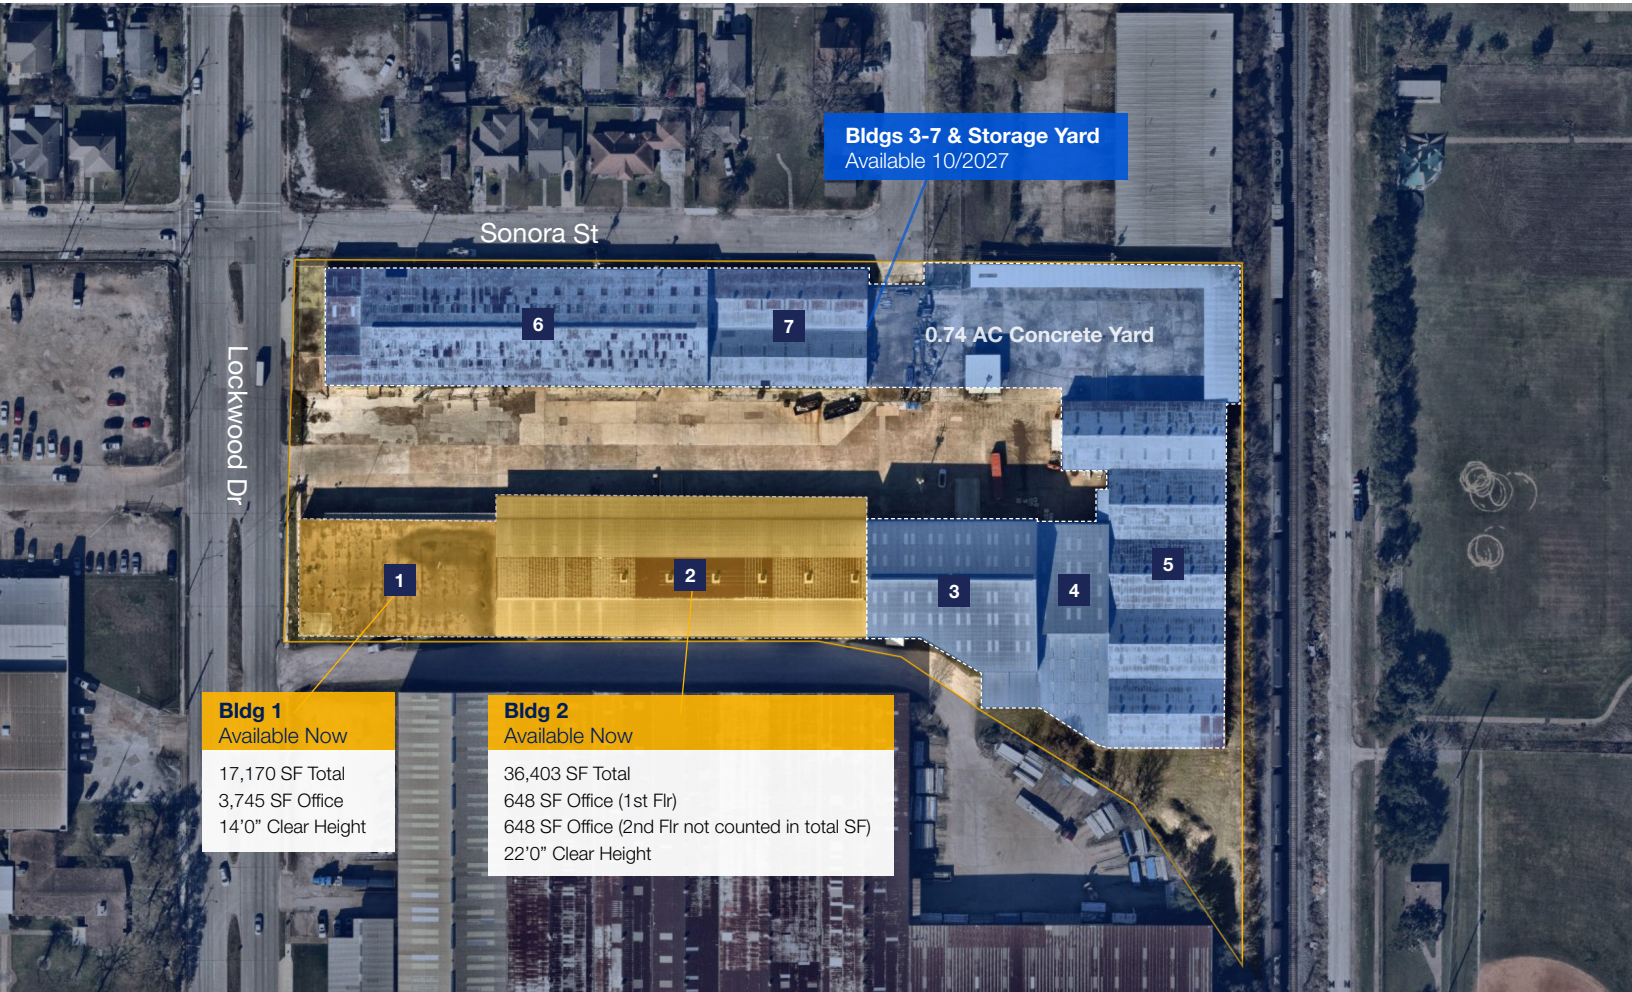 Bldgs 3-7 & Storage Yard
Available 10/2027
Sonora St
6
7
0.74 AC Concrete Yard
Lockwood Dr
1
2
3
4
5
Bldg 1
Available Now
17,170 SF Total
3,745 SF Office
14’0” Clear Height
Bldg 2
Available Now
36,403 SF Total
648 SF Office (1st Flr)
648 SF Office (2nd Flr not counted in total SF)
22’0” Clear Height